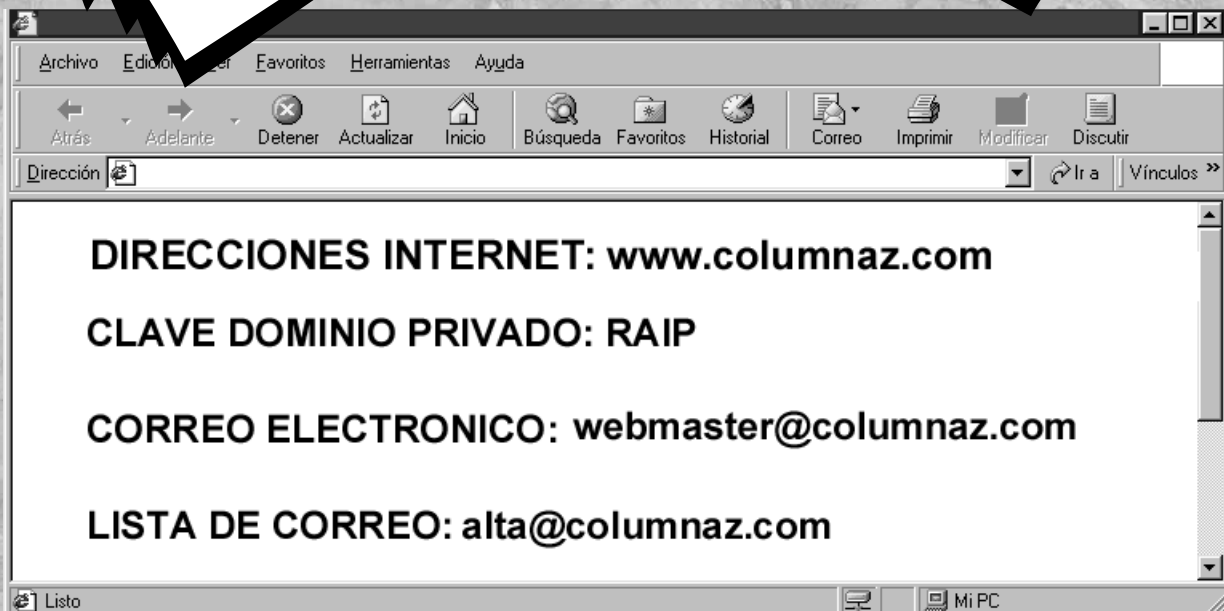 Archivo Edición Ver Favoritos Herramientas Ayuda
Atrás Adelante Detener Actualizar Inicio Búsqueda Favoritos Historial Correo Imprimir Modificar Discutir
Dirección Ir a Vínculos »
DIRECCIONES INTERNET: www.columnaz.com
CLAVE DOMINIO PRIVADO: RAIP
CORREO ELECTRONICO: webmaster@columnaz.com
LISTA DE CORREO: alta@columnaz.com
Listo Mi PC